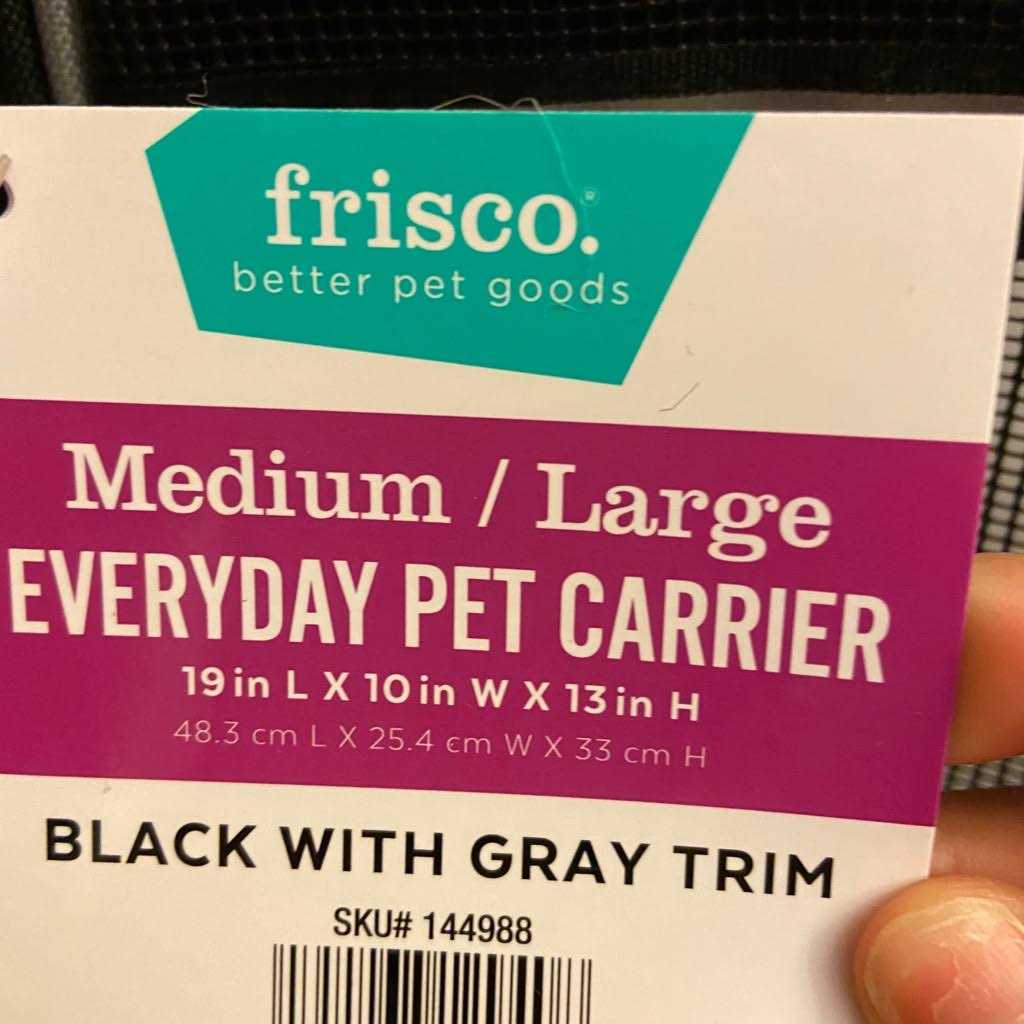 frisco.®
better pet goods
Medium / Large
EVERYDAY PET CARRIER
19 in L X 10 in W X 13 in H
48.3 cm L X 25.4 cm W X 33 cm H
BLACK WITH GRAY TRIM
SKU# 144988